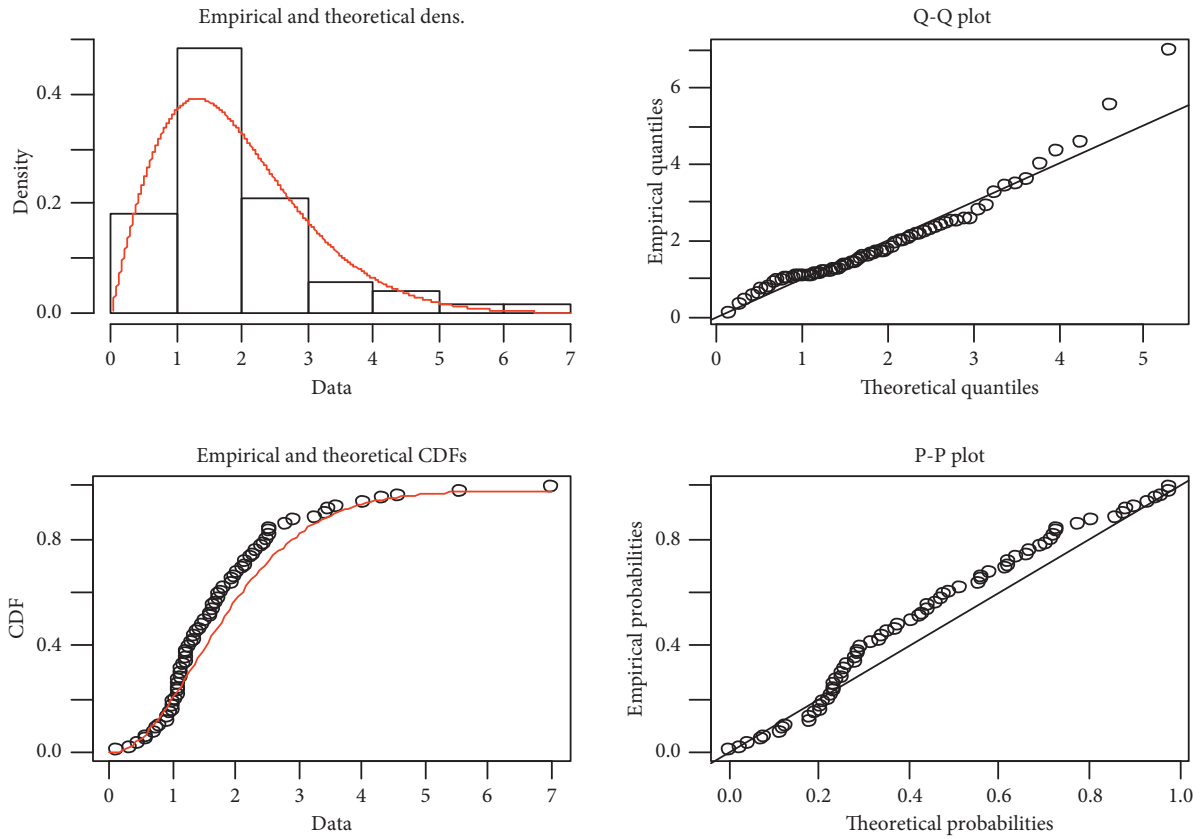 Empirical and theoretical dens.
Density
0.4
0.2
0.0
0 1 2 3 4 5 6 7
Data
Q-Q plot
Empirical quantiles
6
4
2
0
0 1 2 3 4 5
Theoretical quantiles
Empirical and theoretical CDFs
CDF
0.8
0.4
0.0
0 1 2 3 4 5 6 7
Data
P-P plot
Empirical probabilities
0.8
0.4
0.0
0.0 0.2 0.4 0.6 0.8 1.0
Theoretical probabilities